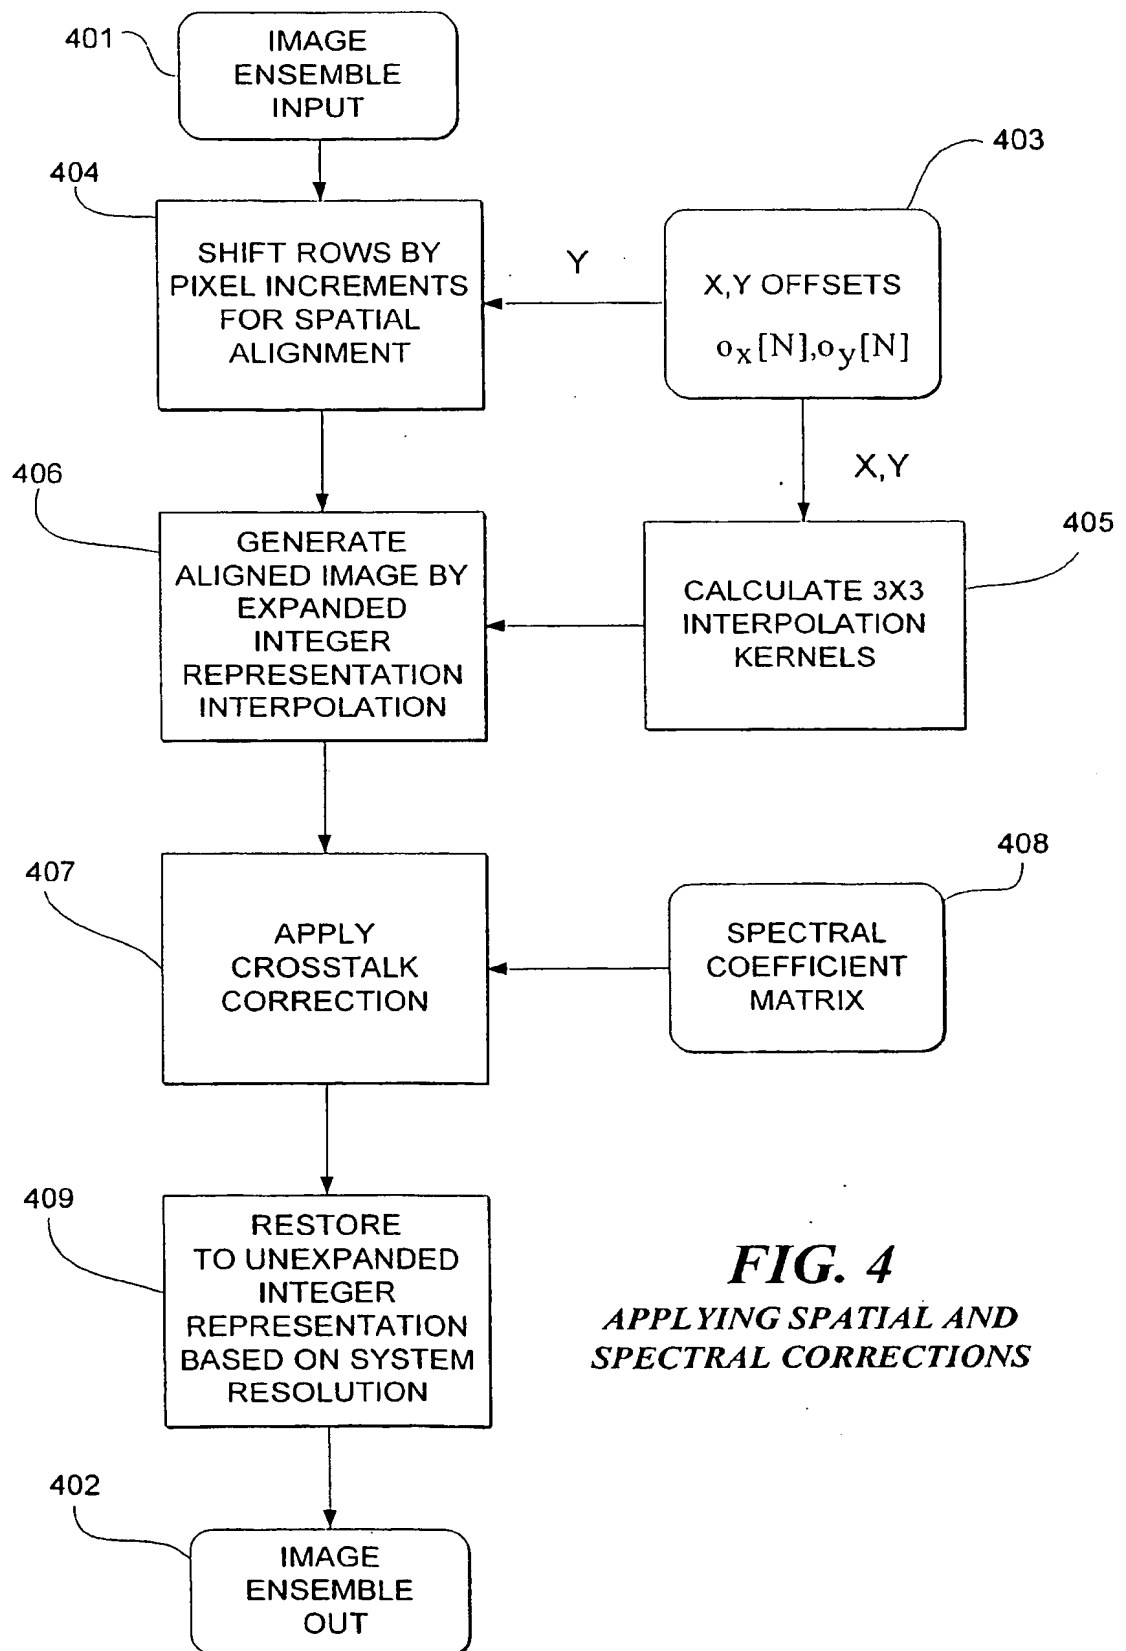 401
IMAGE
ENSEMBLE
INPUT
404
SHIFT ROWS BY
PIXEL INCREMENTS
FOR SPATIAL
ALIGNMENT
Y
403
X,Y OFFSETS
ox[N],oy[N]
X,Y
406
GENERATE
ALIGNED IMAGE BY
EXPANDED
INTEGER
REPRESENTATION
INTERPOLATION
405
CALCULATE 3X3
INTERPOLATION
KERNELS
407
APPLY
CROSSTALK
CORRECTION
408
SPECTRAL
COEFFICIENT
MATRIX
409
RESTORE
TO UNEXPANDED
INTEGER
REPRESENTATION
BASED ON SYSTEM
RESOLUTION
402
IMAGE
ENSEMBLE
OUT
FIG. 4
APPLYING SPATIAL AND
SPECTRAL CORRECTIONS